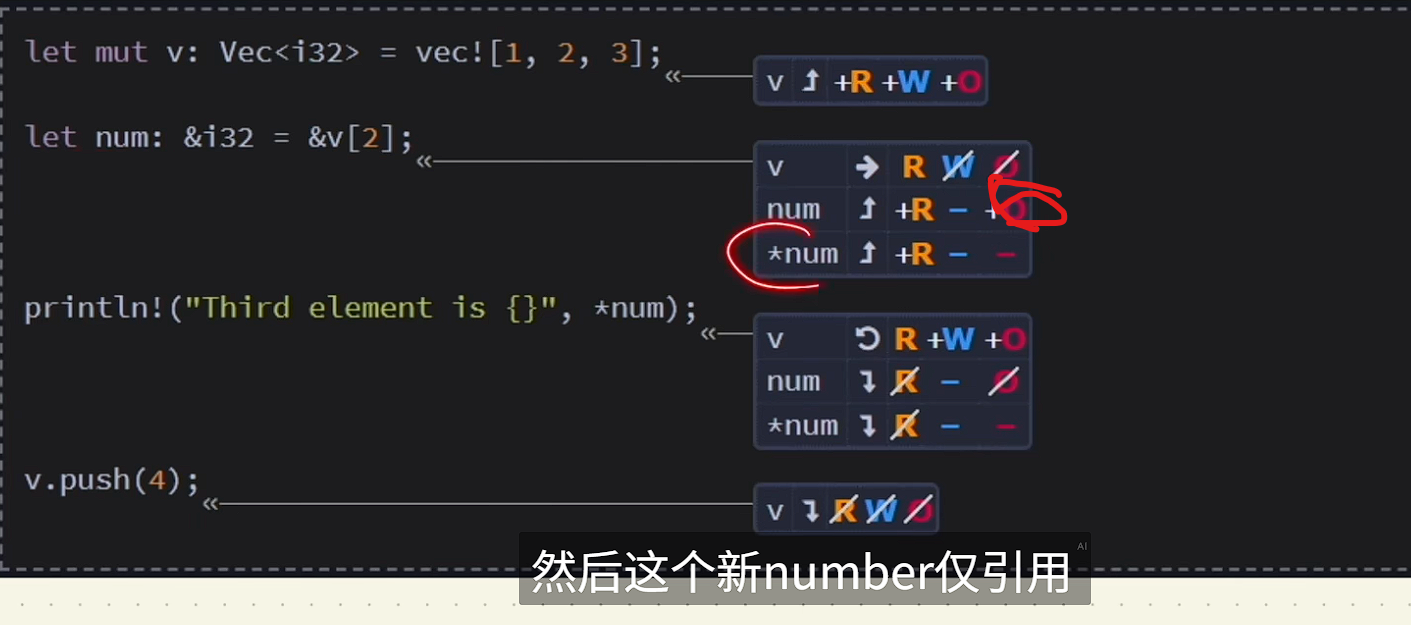 let mut v: Vec<i32> = vec![1, 2, 3];
« v ↥ +R +W +O
let num: &i32 = &v[2];
« v → R W O
num ↥ +R – +O
*num ↥ +R – –
println!("Third element is {}", *num);
« v ↻ R +W +O
num ↧ R – O
*num ↧ R – –
v.push(4);
« v ↧ R W O
然后这个新number仅引用
AI